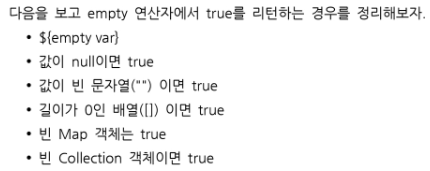 다음을 보고 empty 연산자에서 true를 리턴하는 경우를 정리해보자.
• ${empty var}
• 값이 null이면 true
• 값이 빈 문자열("") 이면 true
• 길이가 0인 배열([]) 이면 true
• 빈 Map 객체는 true
• 빈 Collection 객체이면 true